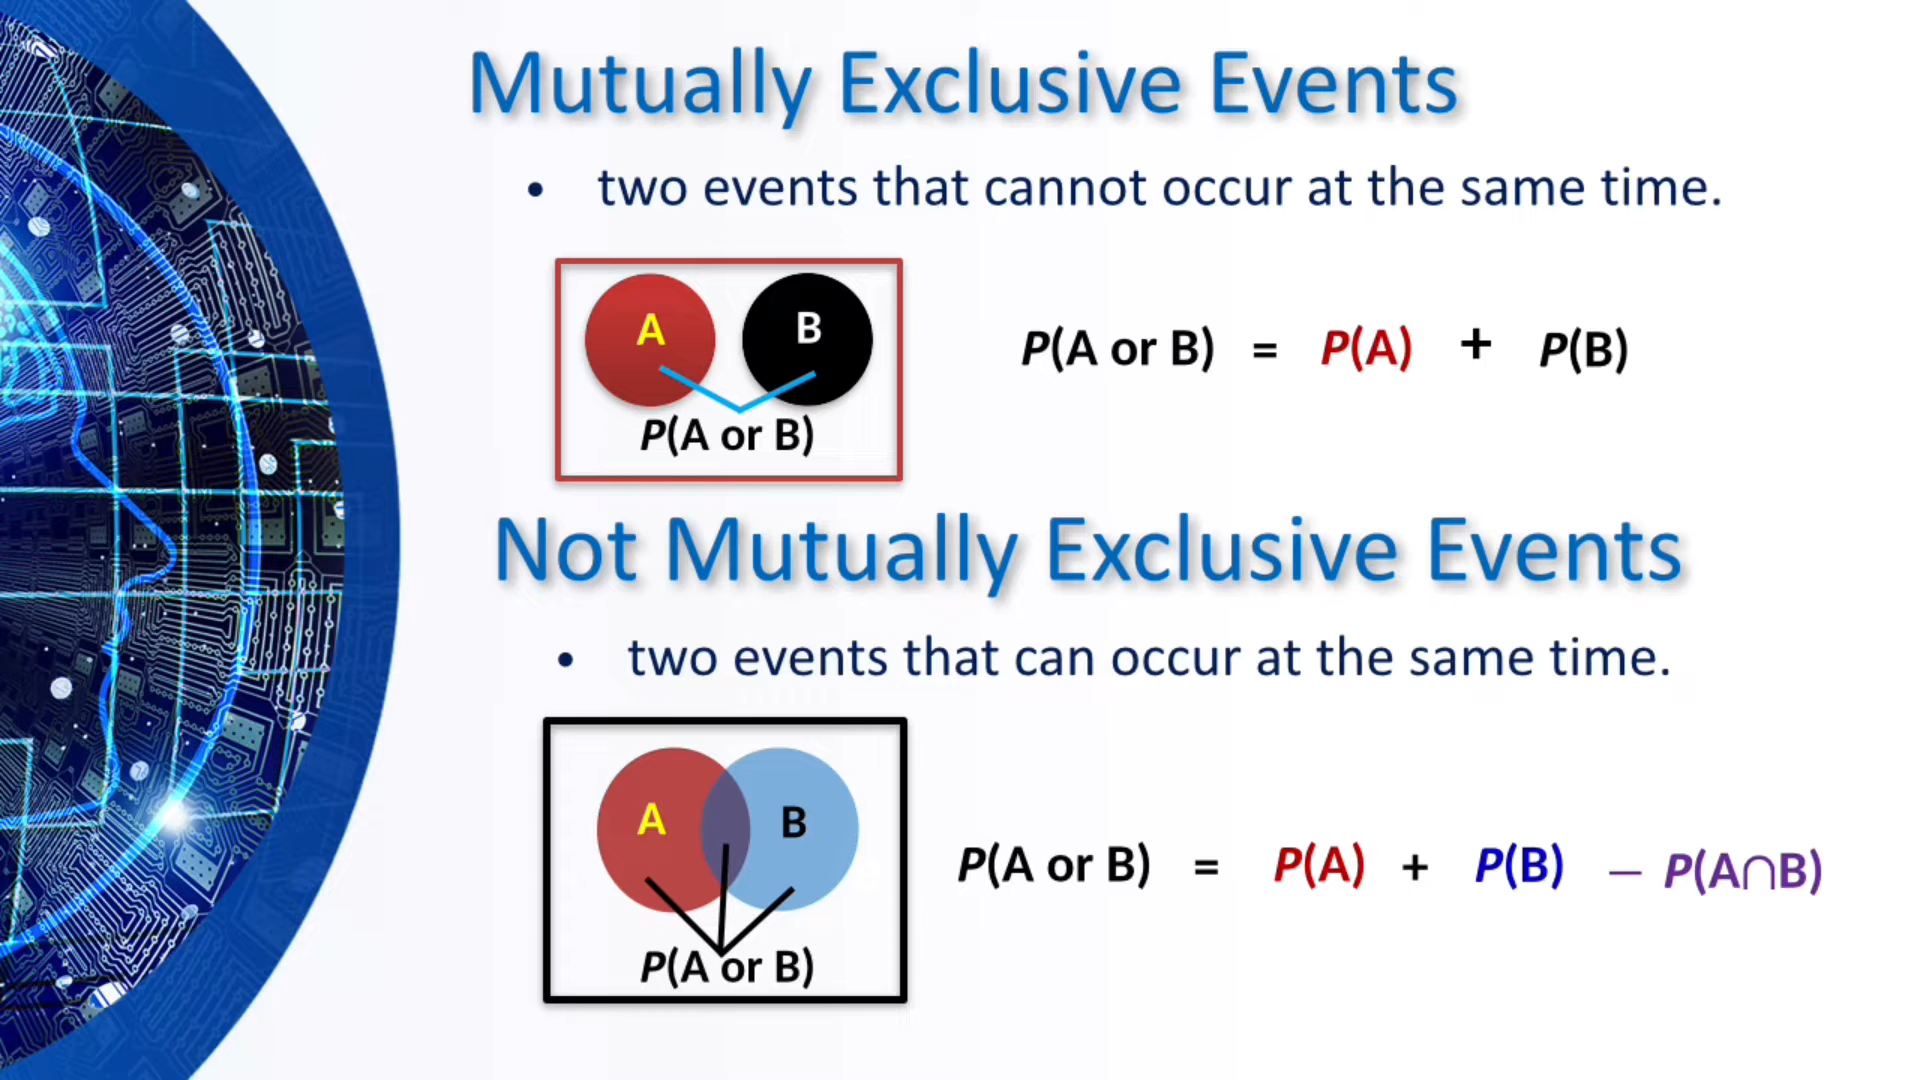 Mutually Exclusive Events
• two events that cannot occur at the same time.
A B
P(A or B)
P(A or B) = P(A) + P(B)
Not Mutually Exclusive Events
• two events that can occur at the same time.
A B
P(A or B)
P(A or B) = P(A) + P(B) – P(A∩B)